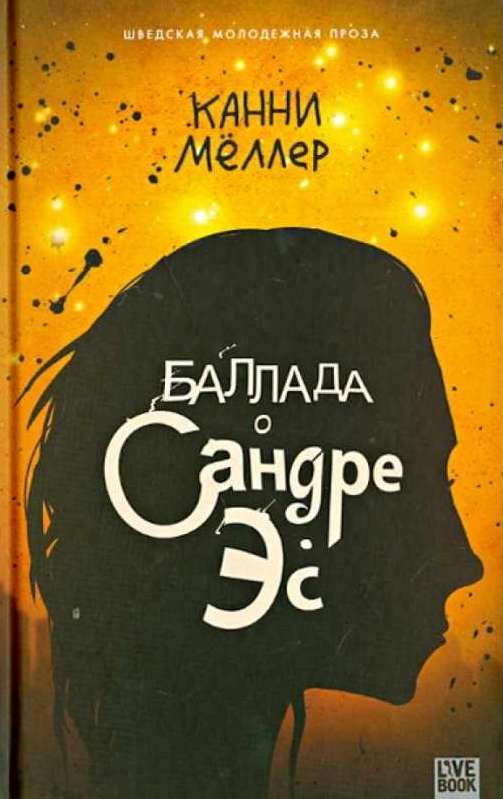 ШВЕДСКАЯ МОЛОДЕЖНАЯ ПРОЗА
КАННИ
МЁЛЛЕР
БАЛЛАДА
О
Сандре
Эс
LIVE
BOOK